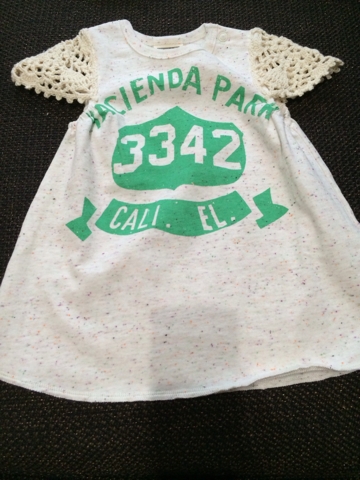 HACIENDA PARK
3342
CALI. EL.